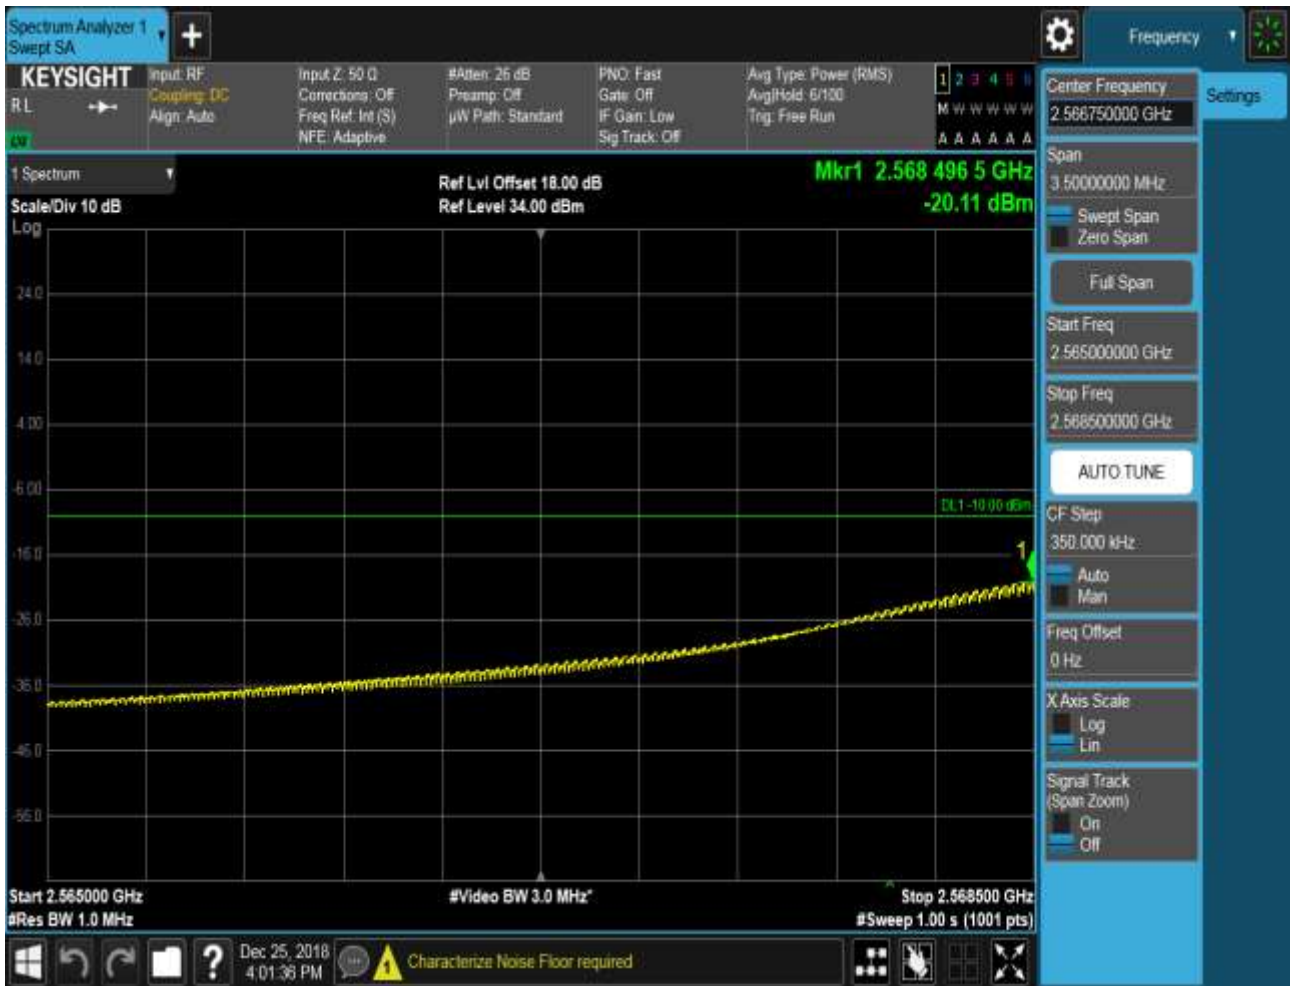 Spectrum Analyzer 1
Swept SA
Frequency
KEYSIGHT
Input: RF
Coupling: DC
Align: Auto
R L
Input Z: 50 Ω
Corrections: Off
Freq Ref: Int (S)
NFE: Adaptive
#Atten: 26 dB
Preamp: Off
µW Path: Standard
PNO: Fast
Gate: Off
IF Gain: Low
Sig Track: Off
Avg Type: Power (RMS)
Avg|Hold: 6/100
Trig: Free Run
1 2 3 4 5 6
M W W W W W
A A A A A A
1 Spectrum
Scale/Div 10 dB
Log
Ref Lvl Offset 18.00 dB
Ref Level 34.00 dBm
Mkr1 2.568 496 5 GHz
-20.11 dBm
24.0
14.0
4.00
-6.00
-16.0
-26.0
-36.0
-46.0
-56.0
DL1 -10.00 dBm
1
Start 2.565000 GHz
#Res BW 1.0 MHz
#Video BW 3.0 MHz*
Stop 2.568500 GHz
#Sweep 1.00 s (1001 pts)
Center Frequency
2.566750000 GHz
Settings
Span
3.50000000 MHz
Swept Span
Zero Span
Full Span
Start Freq
2.565000000 GHz
Stop Freq
2.568500000 GHz
AUTO TUNE
CF Step
350.000 kHz
Auto
Man
Freq Offset
0 Hz
X Axis Scale
Log
Lin
Signal Track
(Span Zoom)
On
Off
?
Dec 25, 2018
4:01:36 PM
1
Characterize Noise Floor required